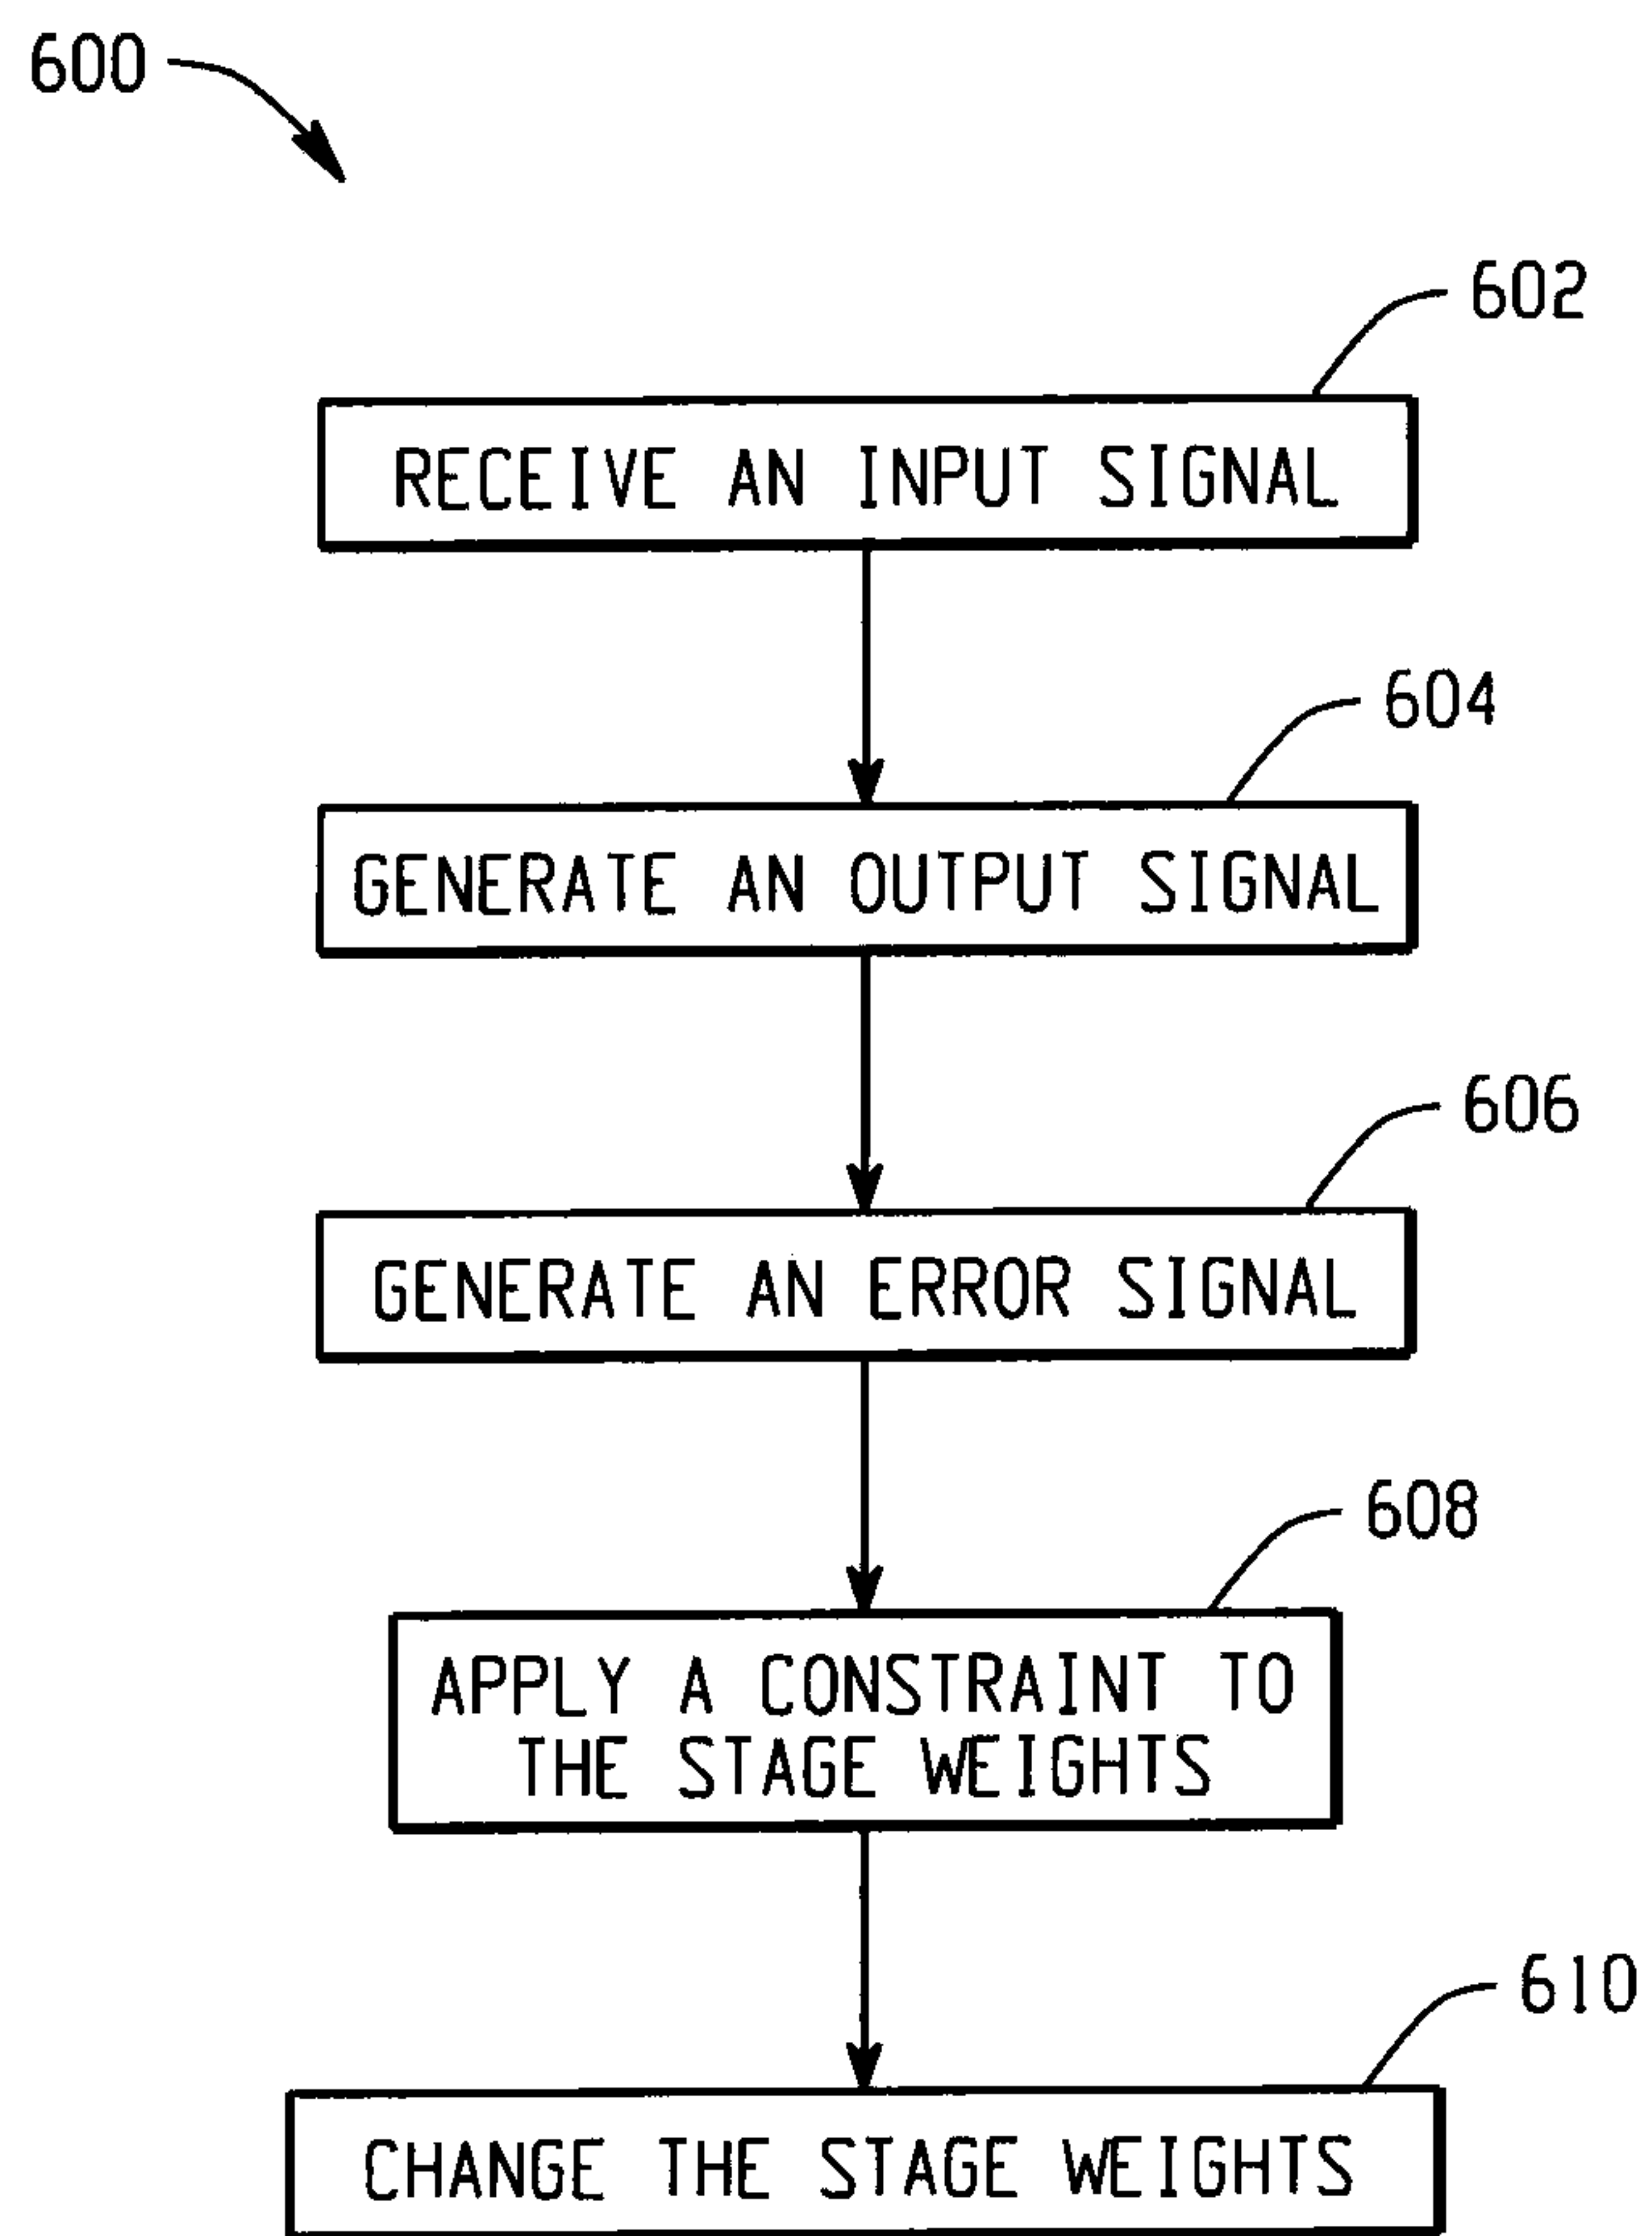 600
602
RECEIVE AN INPUT SIGNAL
604
GENERATE AN OUTPUT SIGNAL
606
GENERATE AN ERROR SIGNAL
608
APPLY A CONSTRAINT TO
THE STAGE WEIGHTS
610
CHANGE THE STAGE WEIGHTS